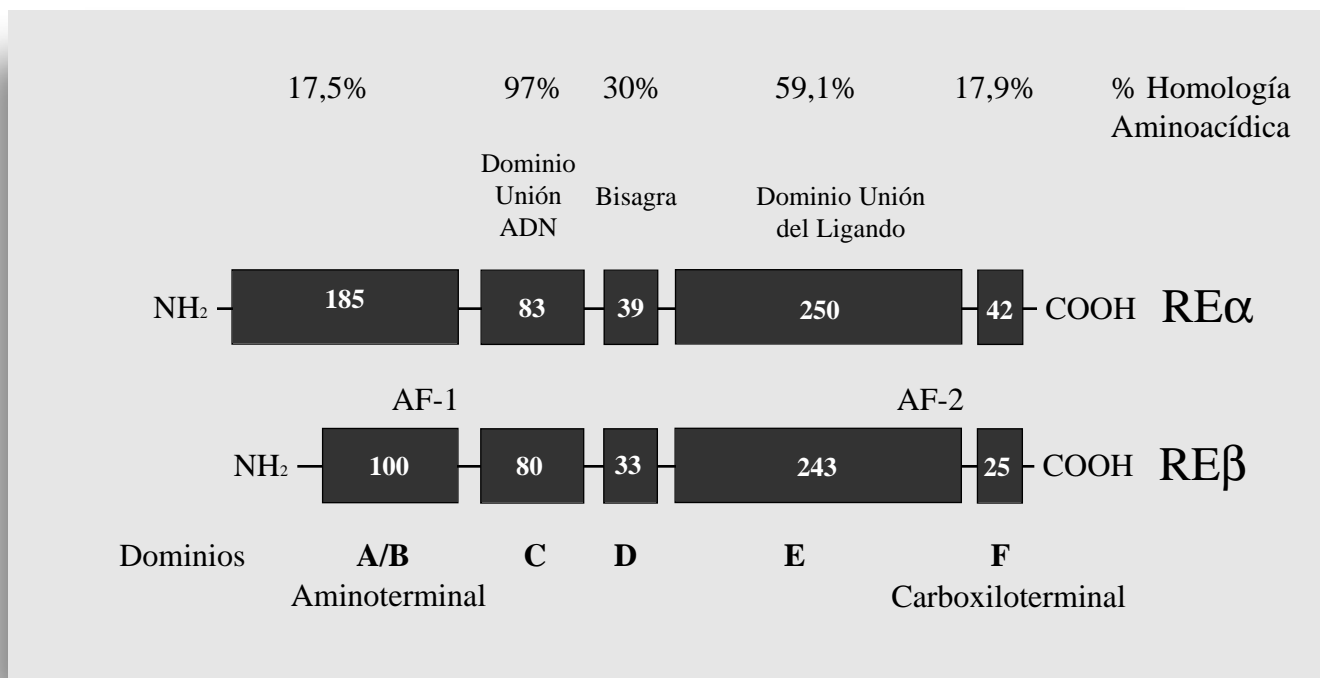 17,5% 97% 30% 59,1% 17,9% % Homología
Aminoacídica
Dominio
Unión
ADN
Bisagra
Dominio Unión
del Ligando
NH₂ 185 83 39 250 42 COOH REα
AF-1 AF-2
NH₂ 100 80 33 243 25 COOH REβ
Dominios A/B C D E F
Aminoterminal Carboxiloterminal